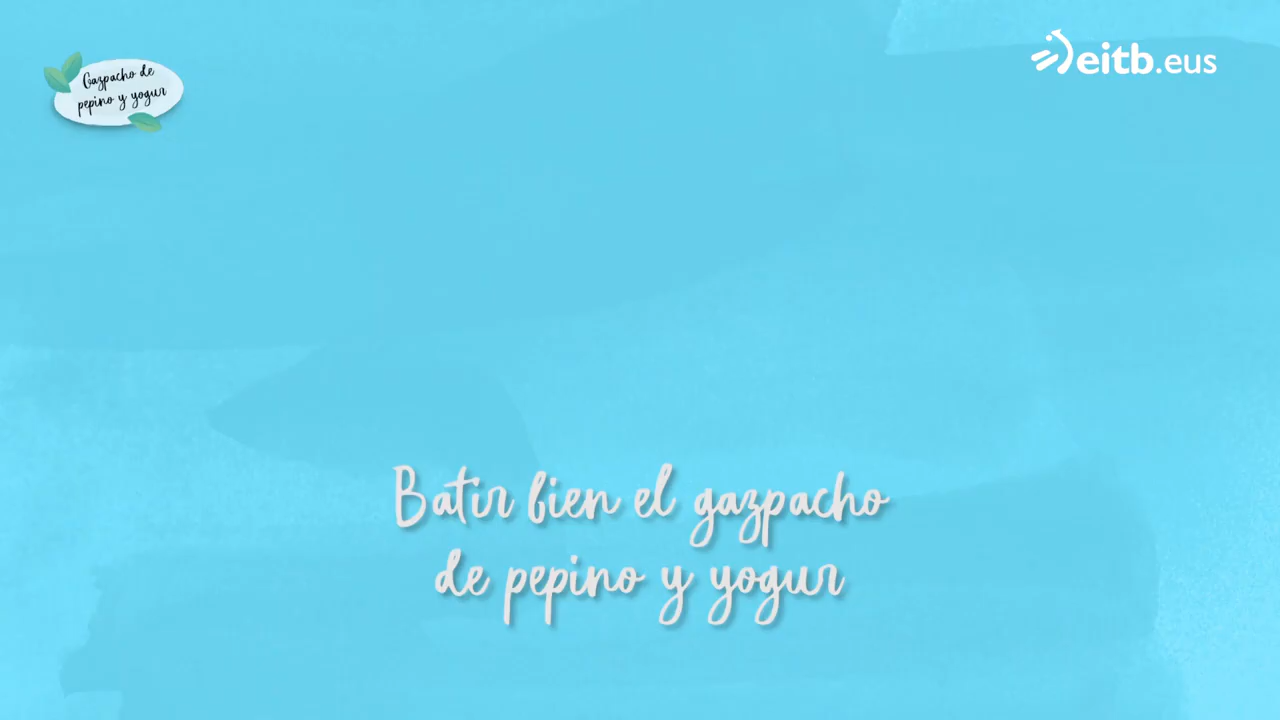 Gazpacho de
pepino y yogur
eitb.eus
Batir bien el gazpacho
de pepino y yogur